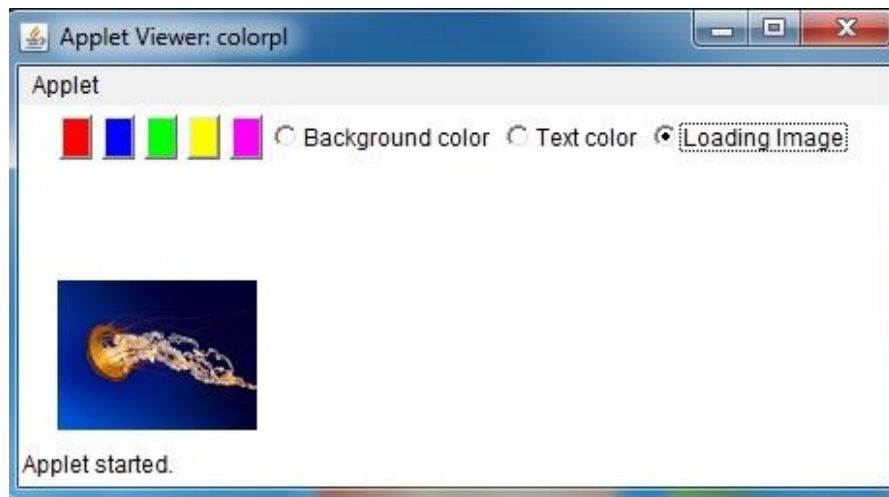 Applet Viewer: colorpl
Applet
Background color Text color Loading Image
Applet started.